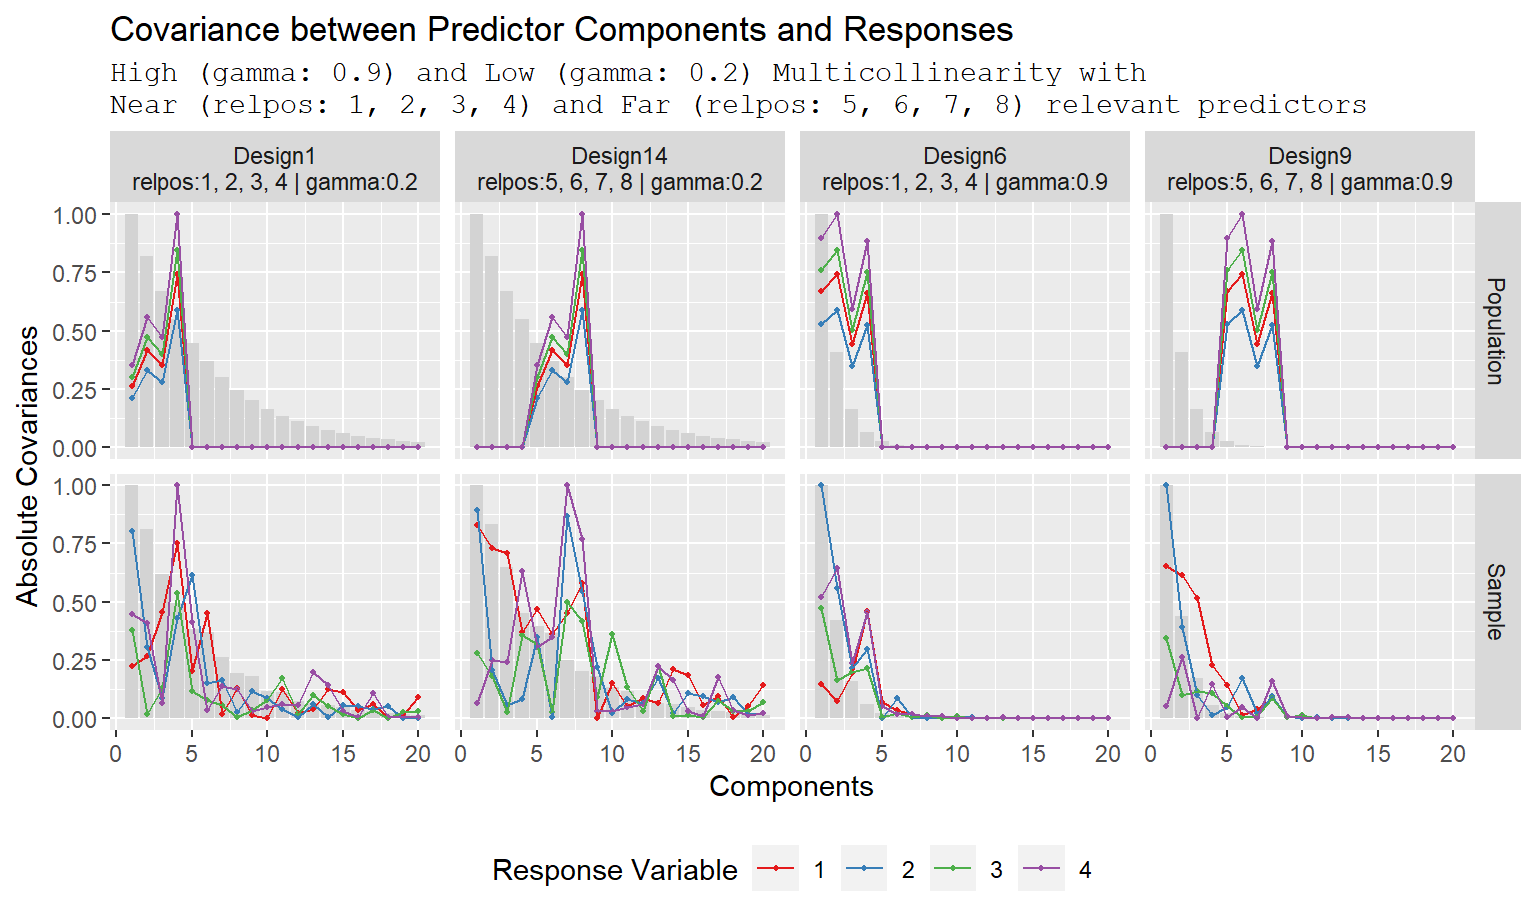 Covariance between Predictor Components and Responses
High (gamma: 0.9) and Low (gamma: 0.2) Multicollinearity with
Near (relpos: 1, 2, 3, 4) and Far (relpos: 5, 6, 7, 8) relevant predictors
Design1
relpos:1, 2, 3, 4 | gamma:0.2
Design14
relpos:5, 6, 7, 8 | gamma:0.2
Design6
relpos:1, 2, 3, 4 | gamma:0.9
Design9
relpos:5, 6, 7, 8 | gamma:0.9
Absolute Covariances
1.00
0.75
0.50
0.25
0.00
Population
1.00
0.75
0.50
0.25
0.00
Sample
0 5 10 15 20
0 5 10 15 20
0 5 10 15 20
0 5 10 15 20
Components
Response Variable 1 2 3 4